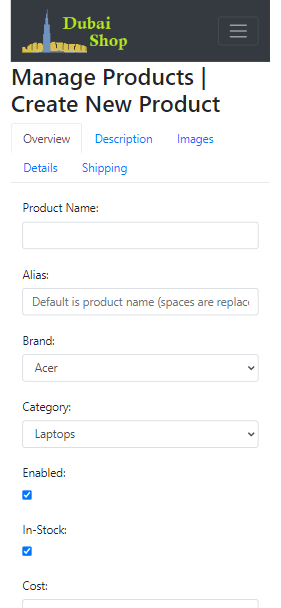 Dubai
Shop
Manage Products |
Create New Product
Overview
Description
Images
Details
Shipping
Product Name:
Alias:
Default is product name (spaces are replac
Brand:
Acer
Category:
Laptops
Enabled:
In-Stock:
Cost: